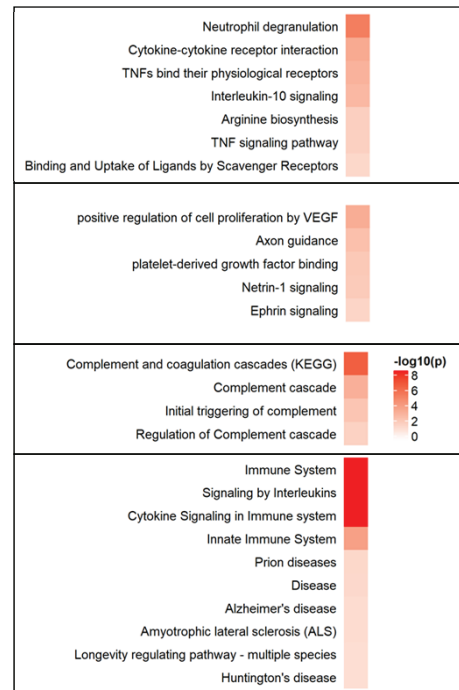 Neutrophil degranulation
Cytokine-cytokine receptor interaction
TNFs bind their physiological receptors
Interleukin-10 signaling
Arginine biosynthesis
TNF signaling pathway
Binding and Uptake of Ligands by Scavenger Receptors
positive regulation of cell proliferation by VEGF
Axon guidance
platelet-derived growth factor binding
Netrin-1 signaling
Ephrin signaling
Complement and coagulation cascades (KEGG)
Complement cascade
Initial triggering of complement
Regulation of Complement cascade
-log10(p)
8
6
4
2
0
Immune System
Signaling by Interleukins
Cytokine Signaling in Immune system
Innate Immune System
Prion diseases
Disease
Alzheimer's disease
Amyotrophic lateral sclerosis (ALS)
Longevity regulating pathway - multiple species
Huntington's disease